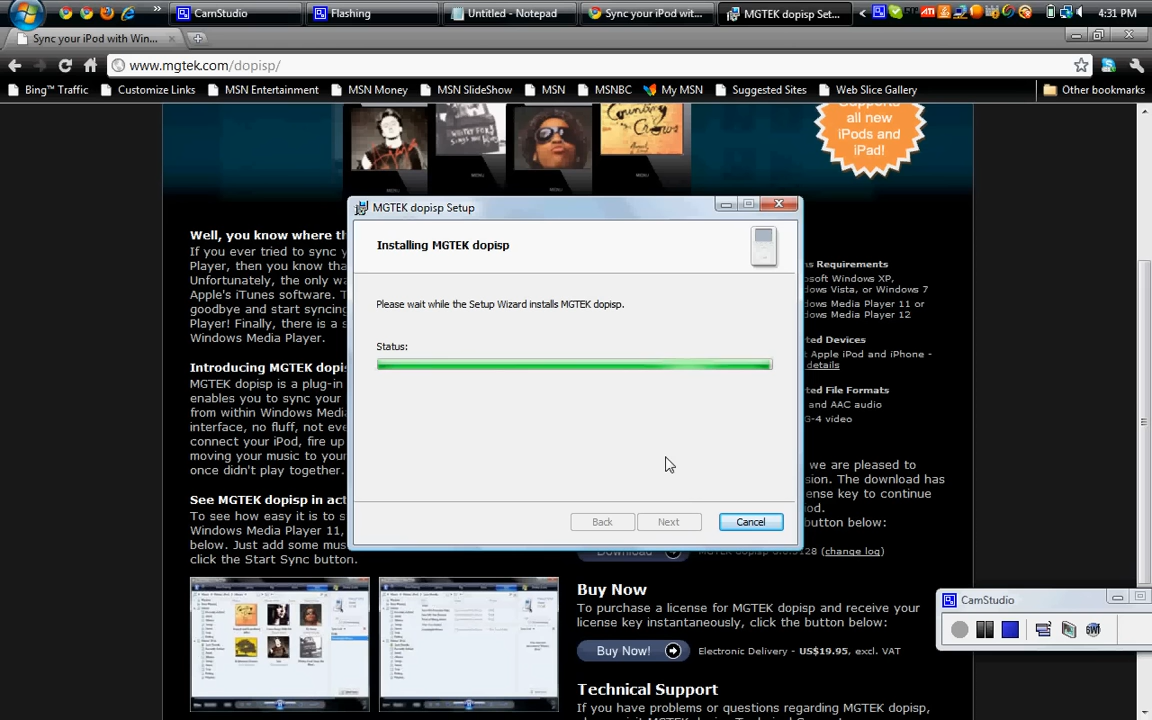 CamStudio
Flashing
Untitled - Notepad
Sync your iPod wit...
MGTEK dopisp Set...
4:31 PM
Sync your iPod with Win...
www.mgtek.com/dopisp/
Bing™ Traffic
Customize Links
MSN Entertainment
MSN Money
MSN SlideShow
MSN
MSNBC
My MSN
Suggested Sites
Web Slice Gallery
Other bookmarks
Supports
all new
iPods and
iPad!
MGTEK dopisp Setup
Installing MGTEK dopisp
Please wait while the Setup Wizard installs MGTEK dopisp.
Status:
Back
Next
Cancel
Well, you know where th
If you ever tried to sync y
Player, then you know that
Unfortunately, the only wa
Apple's iTunes software. T
goodbye and start syncing
Player! Finally, there is a s
Windows Media Player.
Introducing MGTEK dopi
MGTEK dopisp is a plug-in
enables you to sync your
from within Windows Media
interface, no fluff, not eve
connect your iPod, fire up
moving your music to your
once didn't play together.
See MGTEK dopisp in act
To see how easy it is to s
Windows Media Player 11,
below. Just add some mus
click the Start Sync button.
s Requirements
osoft Windows XP,
dows Vista, or Windows 7
dows Media Player 11 or
dows Media Player 12
ted Devices
t Apple iPod and iPhone -
details
ted File Formats
and AAC audio
G-4 video
we are pleased to
sion. The download has
ense key to continue
od.
button below:
Download
MGTEK dopisp 3.0.3128 (change log)
Buy Now
To purchase a license for MGTEK dopisp and receive your
license key instantaneously, click the button below:
Buy Now!
Electronic Delivery - US$19.95, excl. VAT
Technical Support
If you have problems or questions regarding MGTEK dopisp,
CamStudio